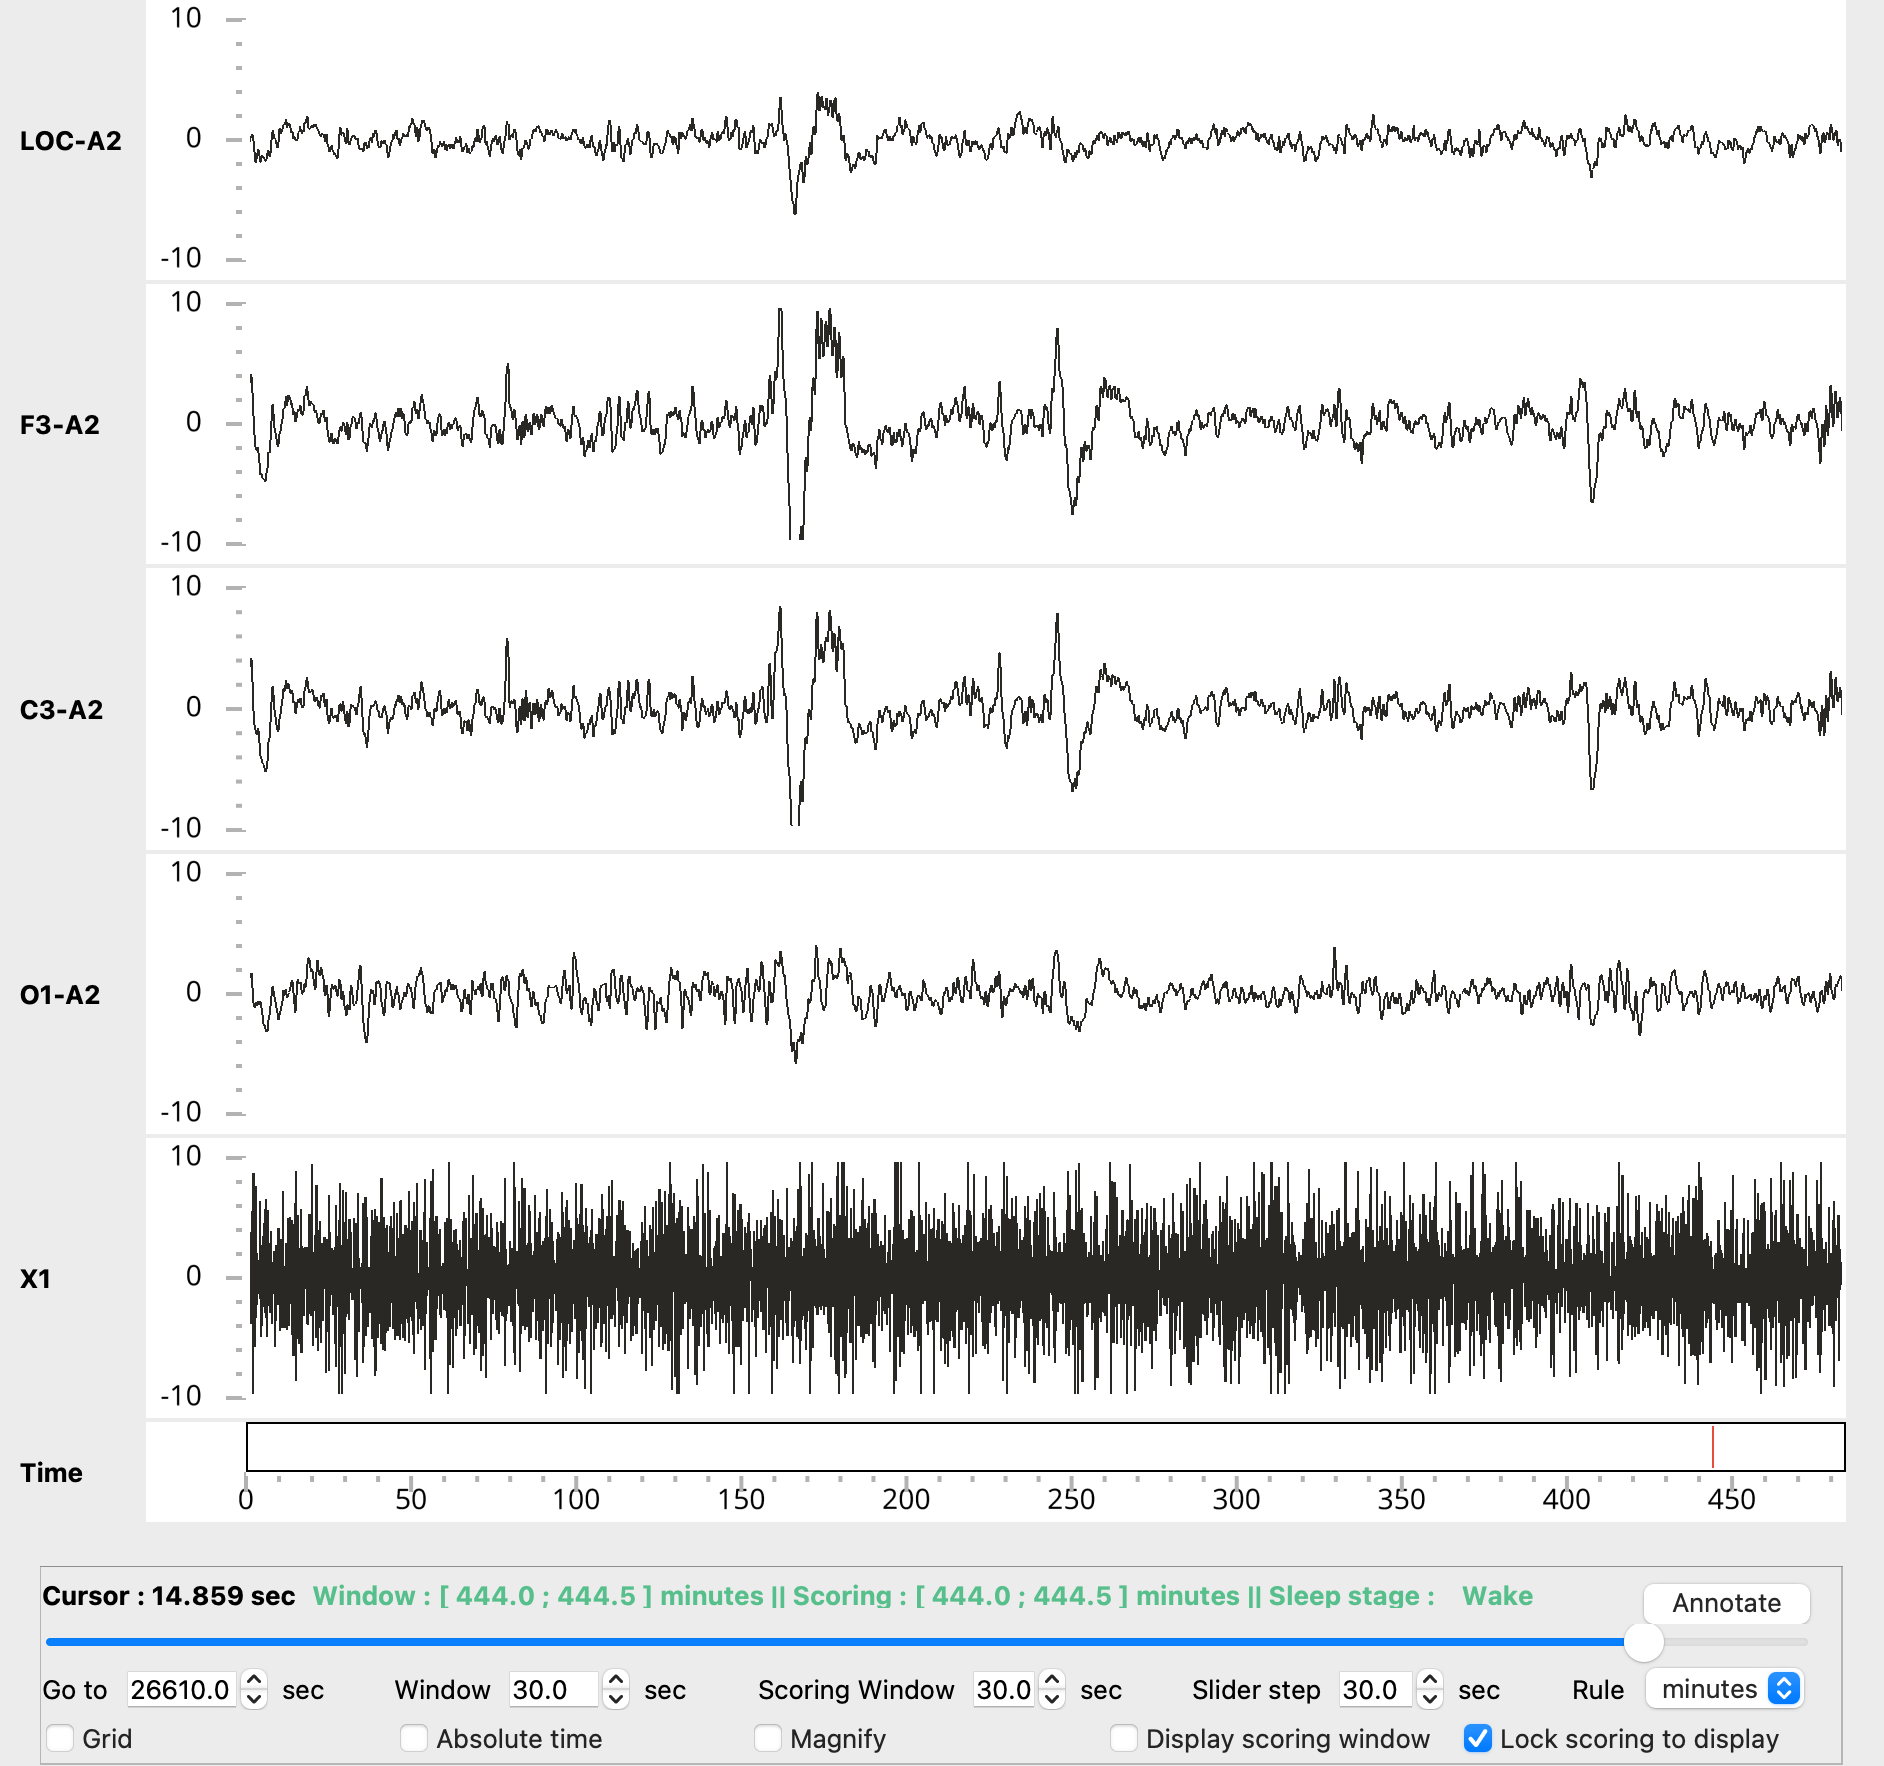 10
LOC-A2
0
-10
10
F3-A2
0
-10
10
C3-A2
0
-10
10
O1-A2
0
-10
10
X1
0
-10
Time
0 50 100 150 200 250 300 350 400 450
Cursor : 14.859 sec Window : [ 444.0 ; 444.5 ] minutes || Scoring : [ 444.0 ; 444.5 ] minutes || Sleep stage : Wake
Annotate
Go to 26610.0 sec Window 30.0 sec Scoring Window 30.0 sec Slider step 30.0 sec Rule minutes
Grid Absolute time Magnify Display scoring window Lock scoring to display